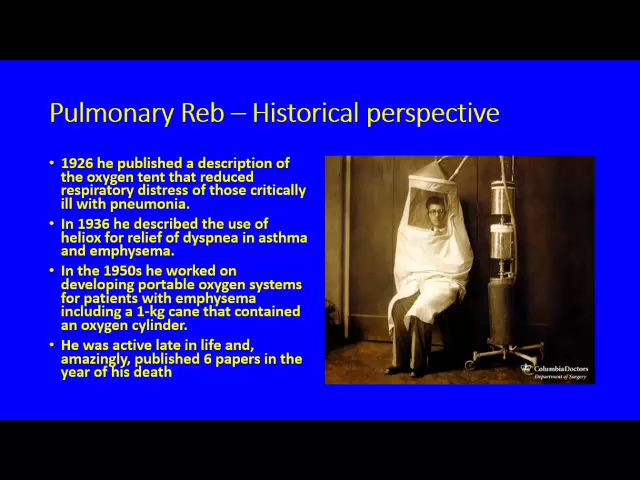 Pulmonary Reb – Historical perspective
• 1926 he published a description of
the oxygen tent that reduced
respiratory distress of those critically
ill with pneumonia.
• In 1936 he described the use of
heliox for relief of dyspnea in asthma
and emphysema.
• In the 1950s he worked on
developing portable oxygen systems
for patients with emphysema
including a 1-kg cane that contained
an oxygen cylinder.
• He was active late in life and,
amazingly, published 6 papers in the
year of his death
ColumbiaDoctors
Department of Surgery